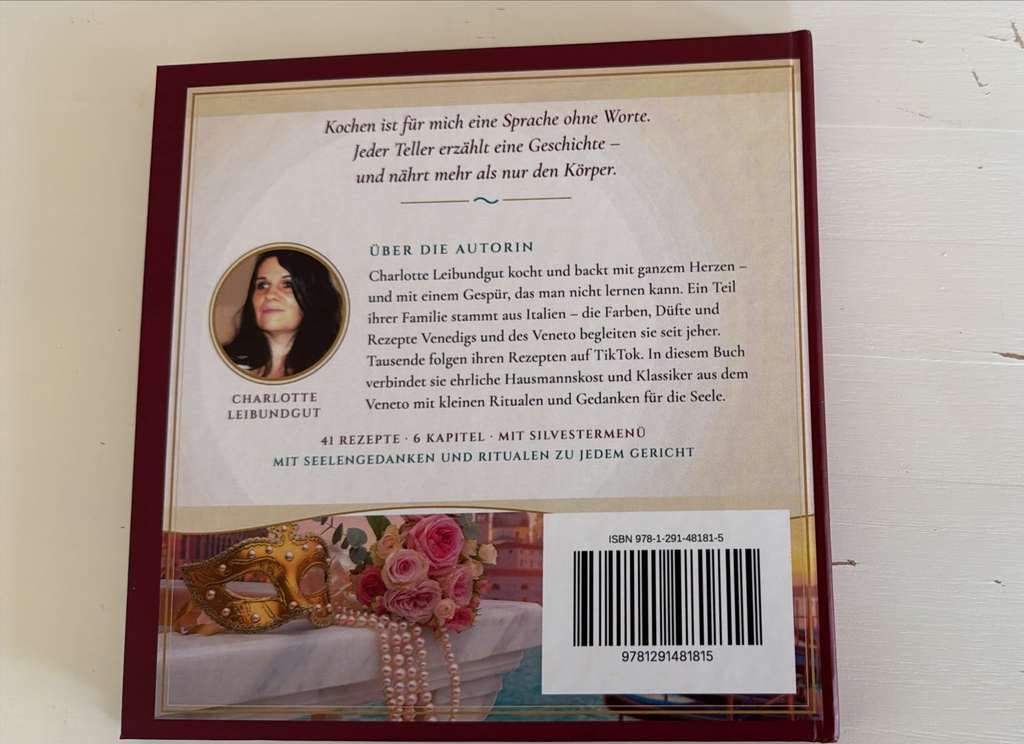 Kochen ist für mich eine Sprache ohne Worte.
Jeder Teller erzählt eine Geschichte –
und nährt mehr als nur den Körper.
ÜBER DIE AUTORIN
Charlotte Leibundgut kocht und backt mit ganzem Herzen –
und mit einem Gespür, das man nicht lernen kann. Ein Teil
ihrer Familie stammt aus Italien – die Farben, Düfte und
Rezepte Venedigs und des Veneto begleiten sie seit jeher.
Tausende folgen ihren Rezepten auf TikTok. In diesem Buch
verbindet sie ehrliche Hausmannskost und Klassiker aus dem
Veneto mit kleinen Ritualen und Gedanken für die Seele.
CHARLOTTE
LEIBUNDGUT
41 REZEPTE · 6 KAPITEL · MIT SILVESTERMENÜ
MIT SEELENGEDANKEN UND RITUALEN ZU JEDEM GERICHT
ISBN 978-1-291-48181-5
9781291481815